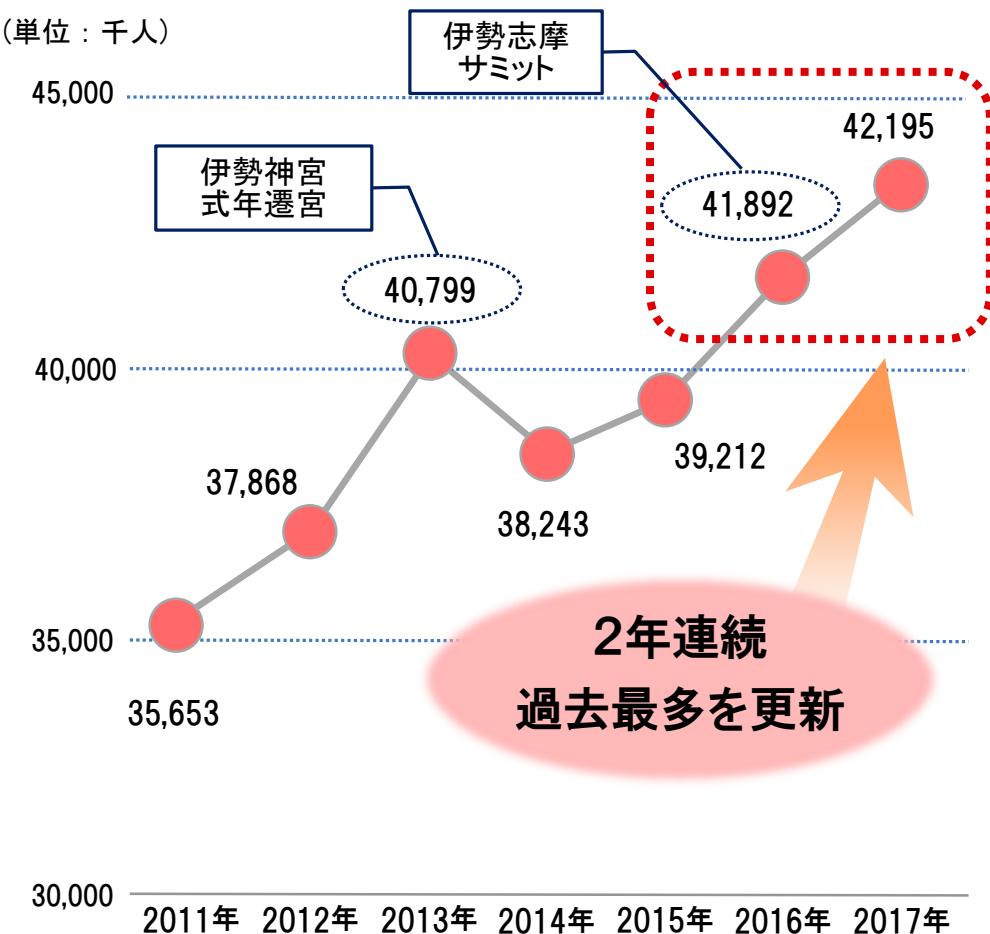 (単位：千人)
伊勢志摩
サミット
45,000
42,195
伊勢神宮
式年遷宮
41,892
40,799
40,000
39,212
37,868
38,243
2年連続
35,000
過去最多を更新
35,653
30,000
2011年 2012年 2013年 2014年 2015年 2016年 2017年